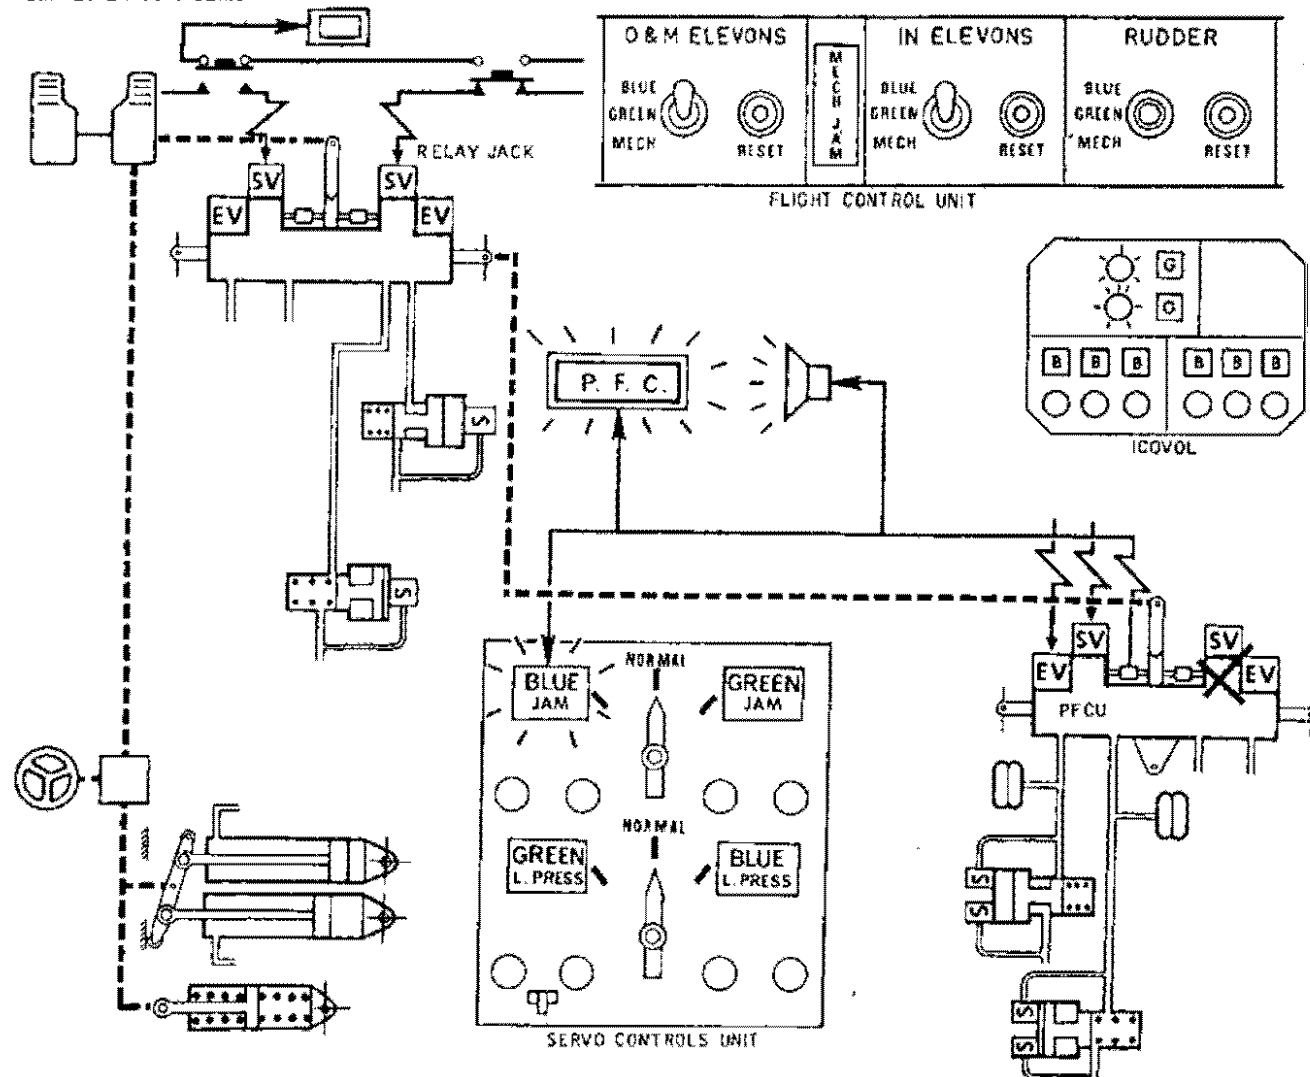 O & M ELEVONS
BLUE
GREEN
MECH
RESET
MECH JAM
IN ELEVONS
BLUE
GREEN
MECH
RESET
RUDDER
BLUE
GREEN
MECH
RESET
FLIGHT CONTROL UNIT
RELAY JACK
SV
SV
EV
EV
G
G
B
B
B
B
B
B
ICOVOL
P. F. C.
S
S
NORMAL
BLUE
JAM
GREEN
JAM
NORMAL
GREEN
L. PRESS
BLUE
L. PRESS
SERVO CONTROLS UNIT
SV
SV
EV
EV
PFCU
S
S
S
S